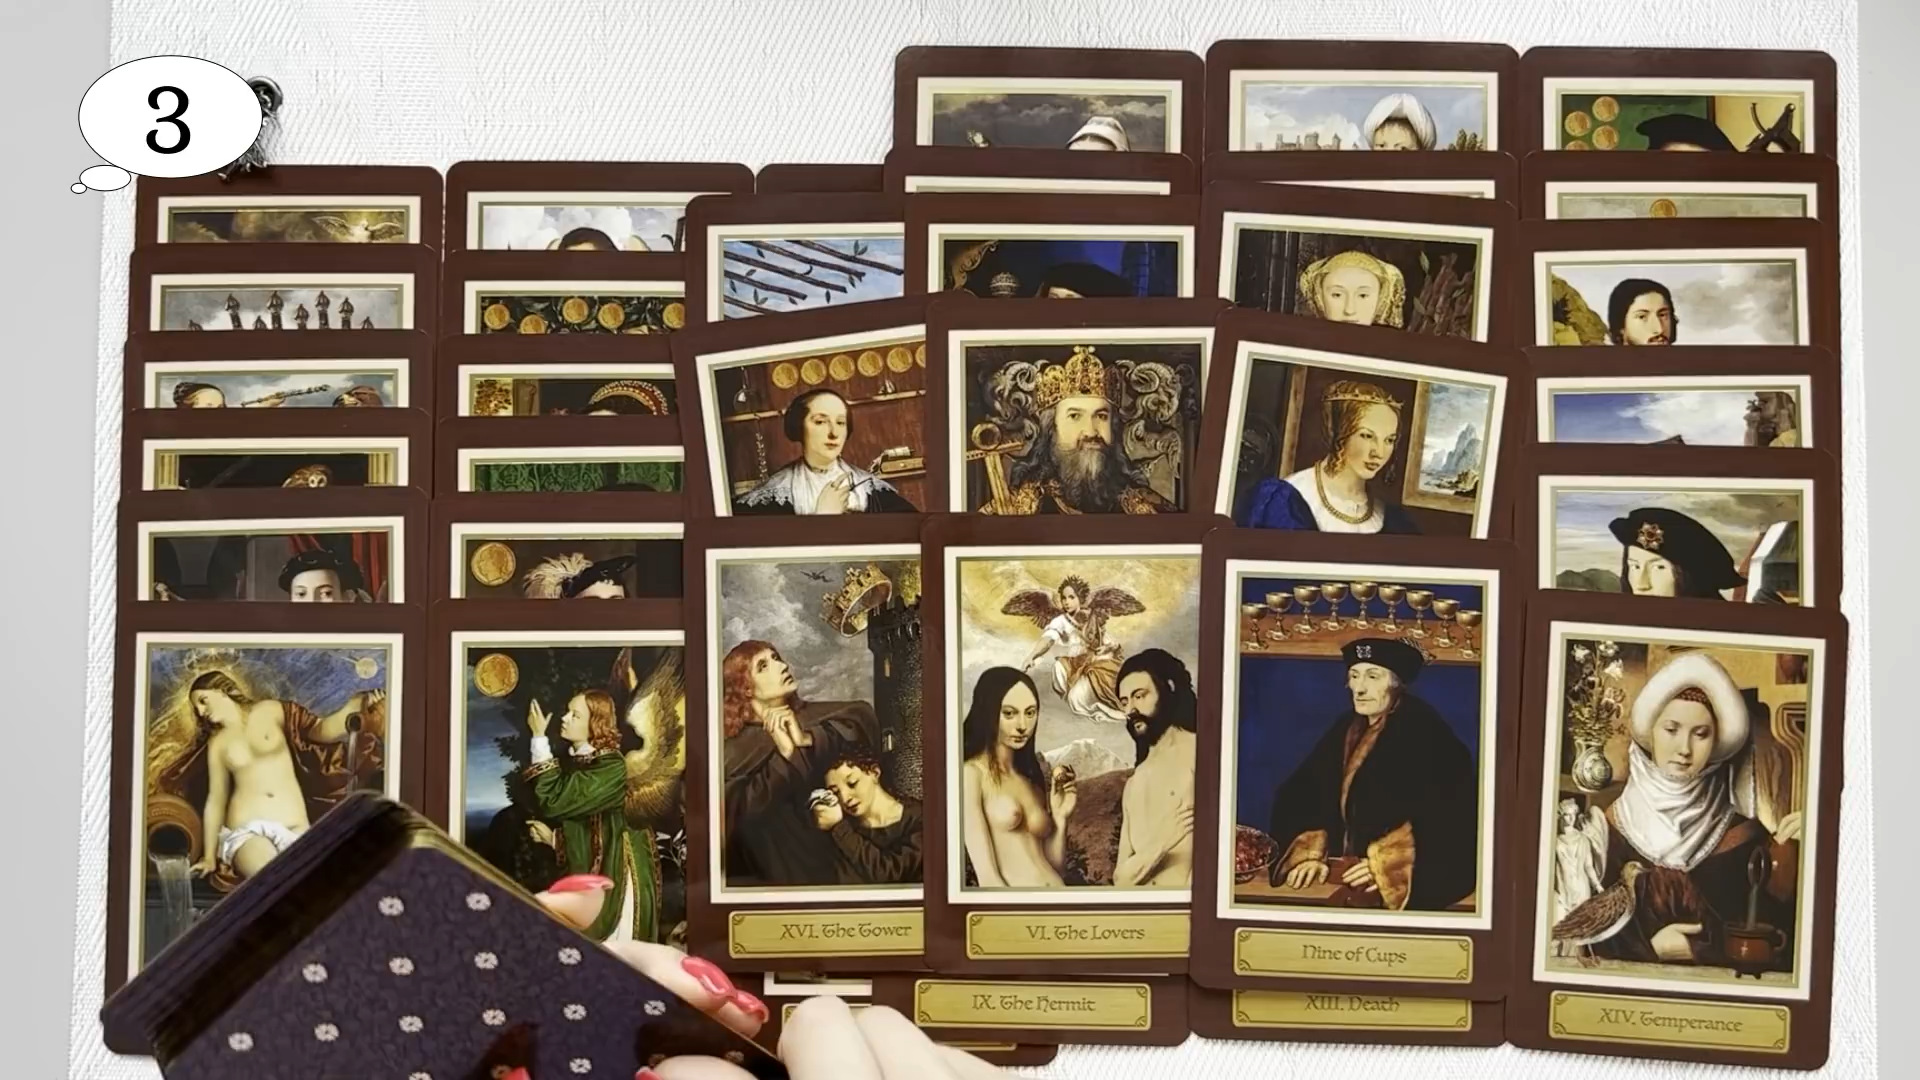 3
XVI. The Tower
VI. The Lovers
Nine of Cups
IX. The Hermit
XIII. Death
XIV. Temperance